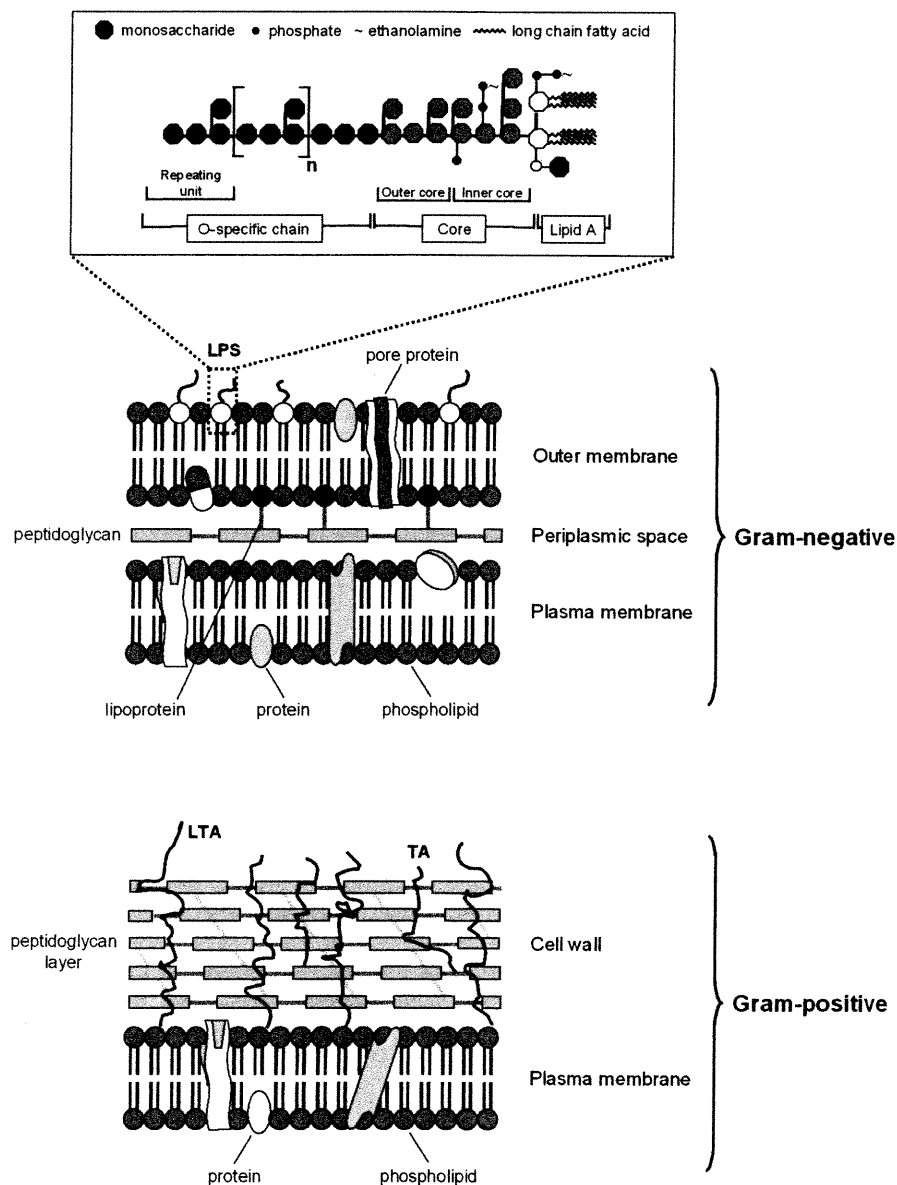 monosaccharide phosphate ~ ethanolamine long chain fatty acid
n
Repeating
unit
Outer core Inner core
O-specific chain Core Lipid A
LPS
pore protein
Outer membrane
peptidoglycan
Periplasmic space
Gram-negative
Plasma membrane
lipoprotein protein phospholipid
LTA
TA
peptidoglycan
layer
Cell wall
Gram-positive
Plasma membrane
protein phospholipid